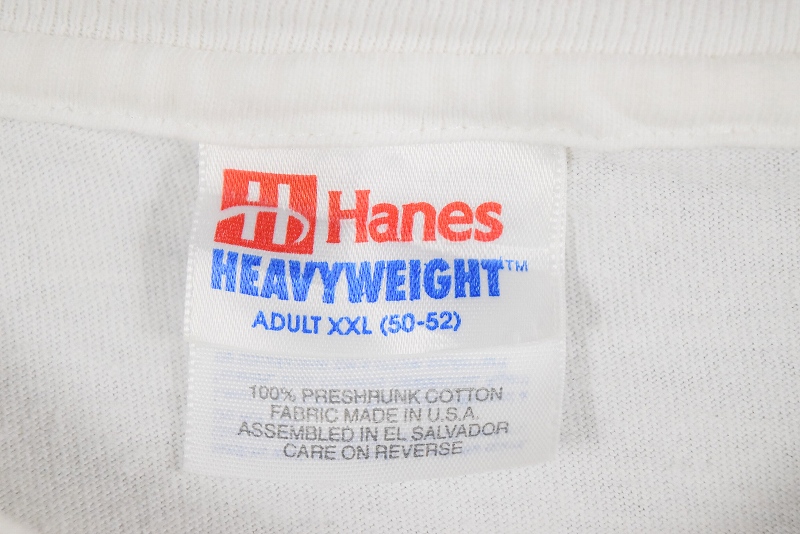 H Hanes
HEAVYWEIGHT™
ADULT XXL (50-52)
100% PRESHRUNK COTTON
FABRIC MADE IN U.S.A.
ASSEMBLED IN EL SALVADOR
CARE ON REVERSE